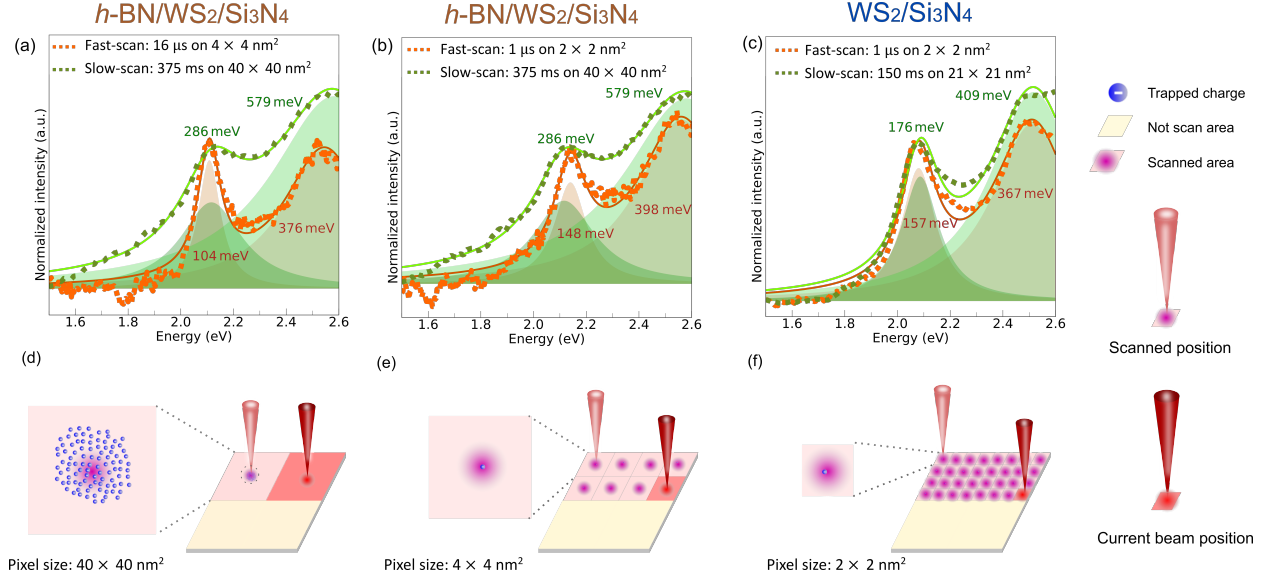 h-BN/WS2/Si3N4
h-BN/WS2/Si3N4
WS2/Si3N4
(a)
Fast-scan: 16 µs on 4 × 4 nm²
Slow-scan: 375 ms on 40 × 40 nm²
579 meV
286 meV
376 meV
104 meV
Normalized intensity (a.u.)
1.6 1.8 2.0 2.2 2.4 2.6
Energy (eV)
(b)
Fast-scan: 1 µs on 2 × 2 nm²
Slow-scan: 375 ms on 40 × 40 nm²
579 meV
286 meV
398 meV
148 meV
Normalized intensity (a.u.)
1.6 1.8 2.0 2.2 2.4 2.6
Energy (eV)
(c)
Fast-scan: 1 µs on 2 × 2 nm²
Slow-scan: 150 ms on 21 × 21 nm²
409 meV
176 meV
367 meV
157 meV
Normalized intensity (a.u.)
1.6 1.8 2.0 2.2 2.4 2.6
Energy (eV)
Trapped charge
Not scan area
Scanned area
Scanned position
Current beam position
(d)
Pixel size: 40 × 40 nm²
(e)
Pixel size: 4 × 4 nm²
(f)
Pixel size: 2 × 2 nm²